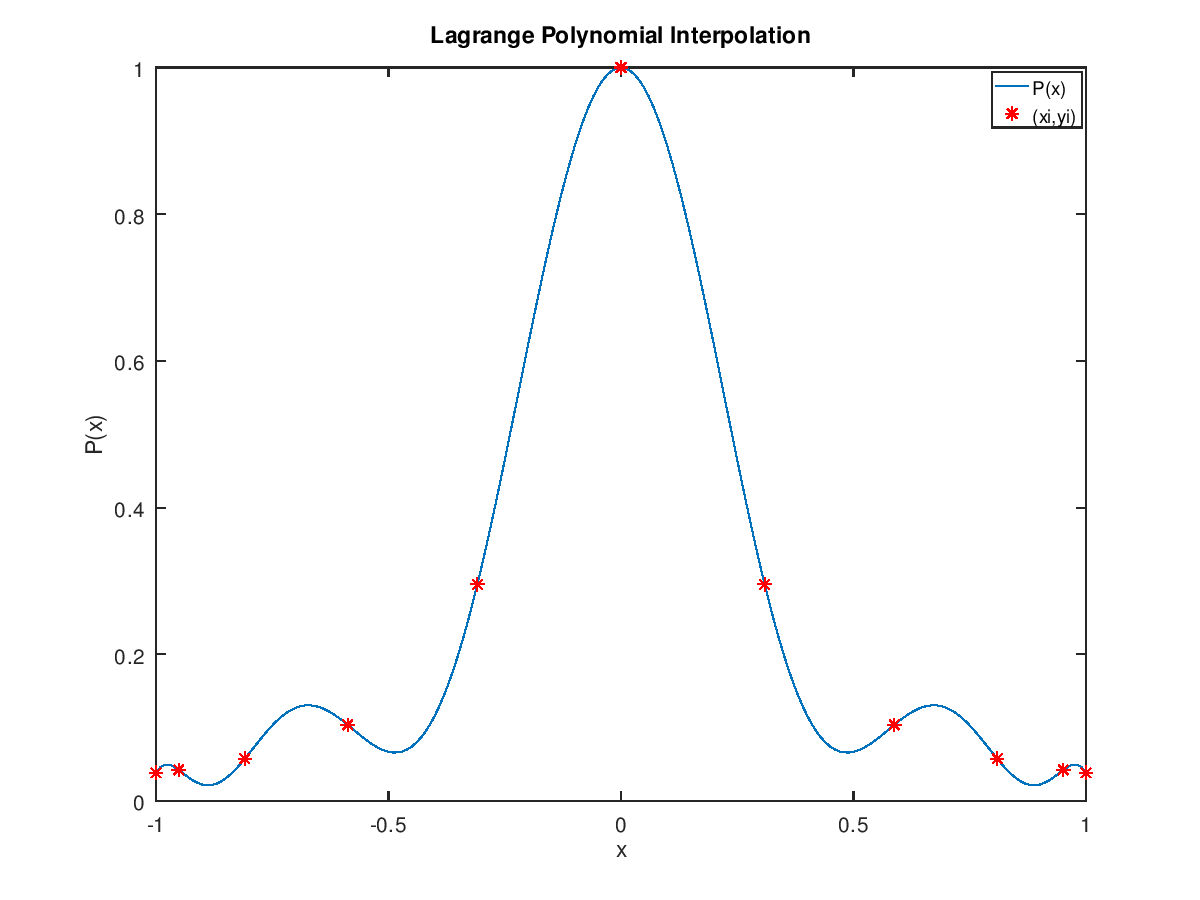 Lagrange Polynomial Interpolation
P(x)
(xi,yi)
1
0.8
0.6
0.4
0.2
0
P(x)
-1
-0.5
0
0.5
1
x